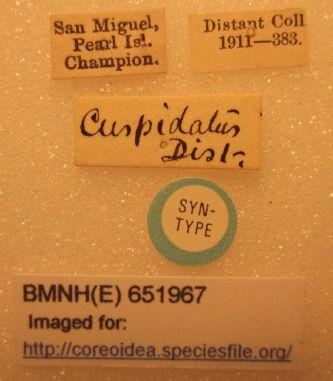 San Miguel,
Pearl Isl.
Champion.
Distant Coll
1911—383.
Cuspidatus
Dist.
SYN-
TYPE
BMNH(E) 651967
Imaged for:
http://coreoidea.speciesfile.org/